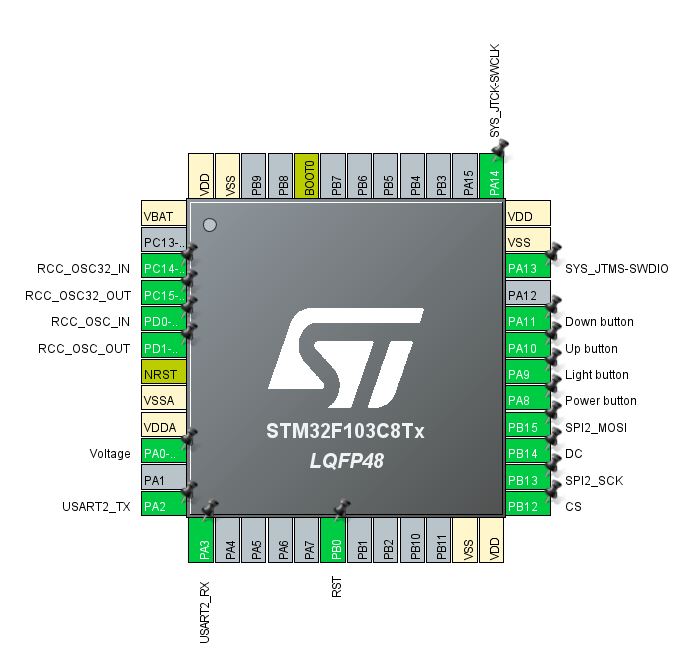 SYS_JTCK-SWCLK
VDD
VSS
PB9
PB8
BOOT0
PB7
PB6
PB5
PB4
PB3
PA15
PA14
VBAT
PC13-..
RCC_OSC32_IN PC14-..
RCC_OSC32_OUT PC15-..
RCC_OSC_IN PD0-..
RCC_OSC_OUT PD1-..
NRST
VSSA
VDDA
Voltage PA0-..
PA1
USART2_TX PA2
ST
STM32F103C8Tx
LQFP48
VDD
VSS
PA13 SYS_JTMS-SWDIO
PA12
PA11 Down button
PA10 Up button
PA9 Light button
PA8 Power button
PB15 SPI2_MOSI
PB14 DC
PB13 SPI2_SCK
PB12 CS
PA3
PA4
PA5
PA6
PA7
PB0
PB1
PB2
PB10
PB11
VSS
VDD
USART2_RX
RST